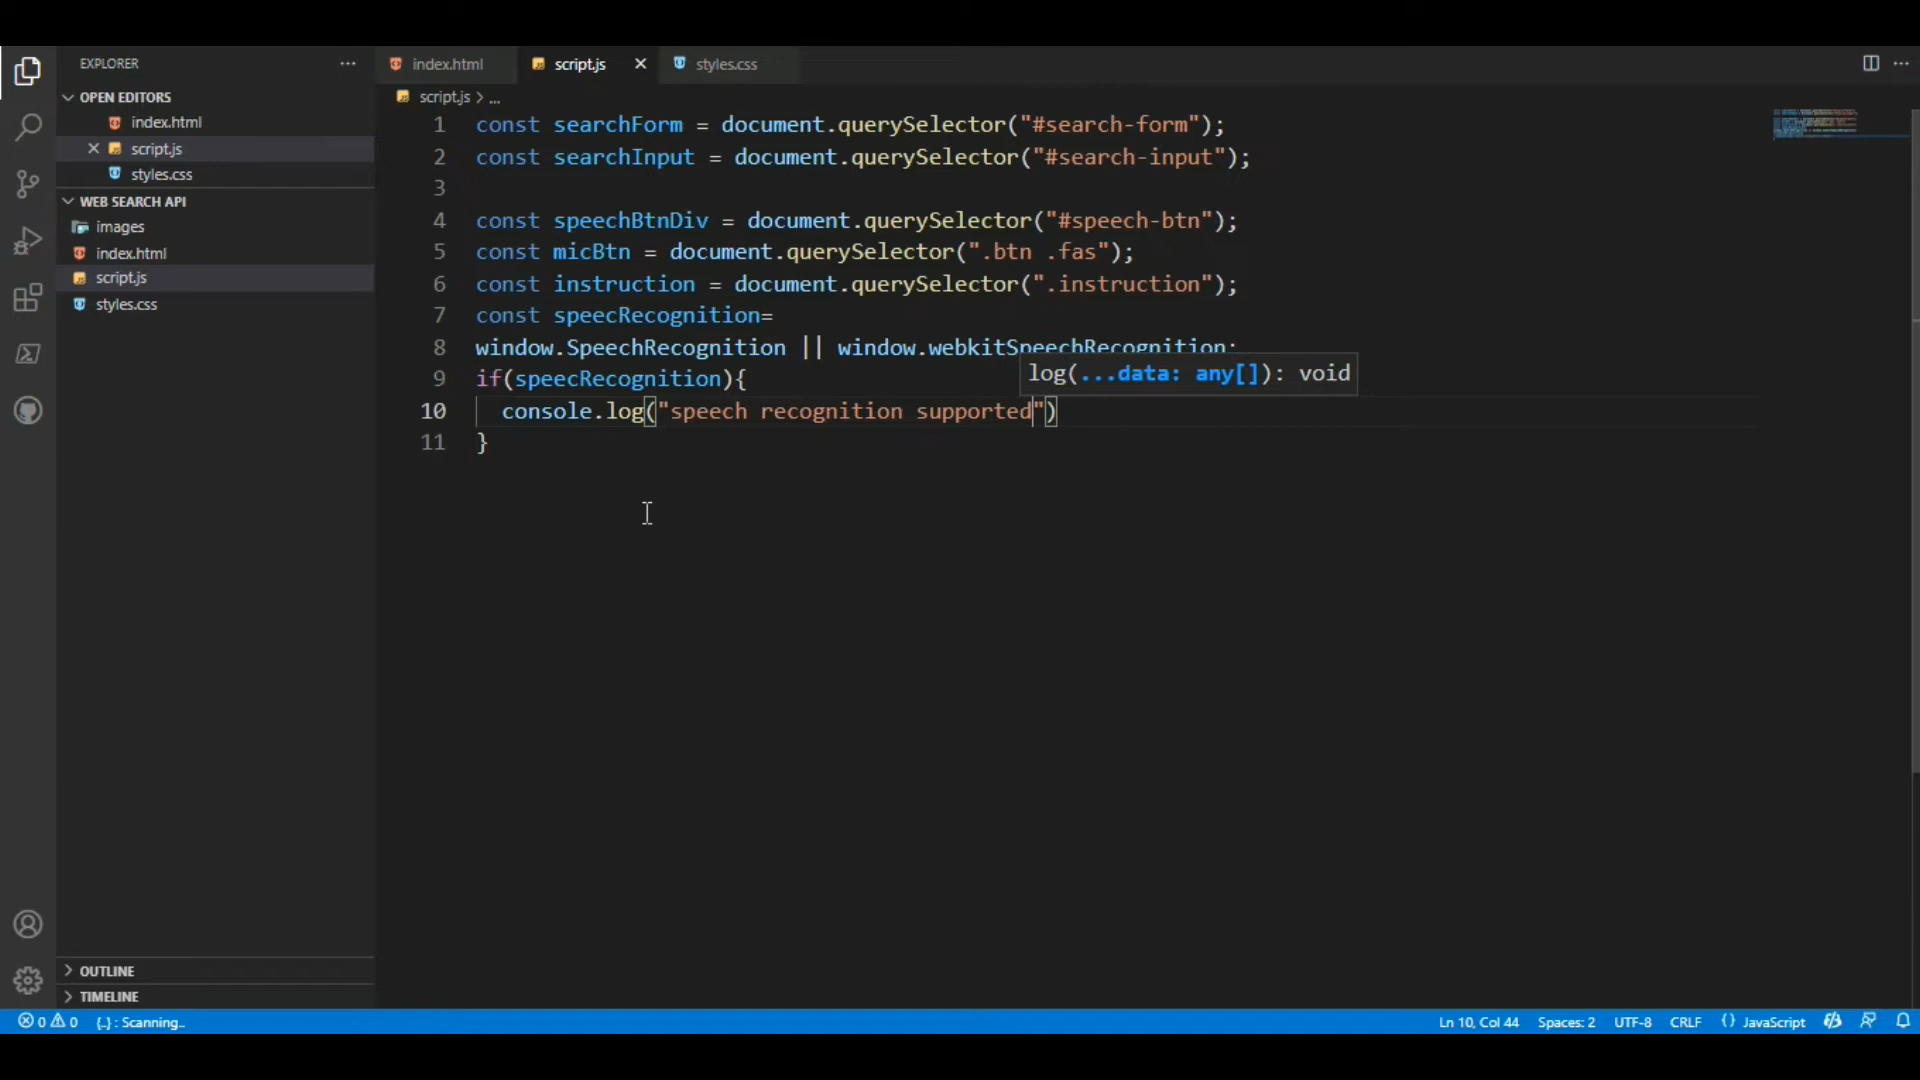 EXPLORER
OPEN EDITORS
index.html
script.js
styles.css
WEB SEARCH API
images
index.html
script.js
styles.css
OUTLINE
TIMELINE
index.html
script.js
styles.css
script.js > ...
1 const searchForm = document.querySelector("#search-form");
2 const searchInput = document.querySelector("#search-input");
3
4 const speechBtnDiv = document.querySelector("#speech-btn");
5 const micBtn = document.querySelector(".btn .fas");
6 const instruction = document.querySelector(".instruction");
7 const speecRecognition=
8 window.SpeechRecognition || window.webkitSpeechRecognition;
9 if(speecRecognition){
log(...data: any[]): void
10 console.log("speech recognition supported")
11 }
0 0 {..} : Scanning..
Ln 10, Col 44 Spaces: 2 UTF-8 CRLF {} JavaScript